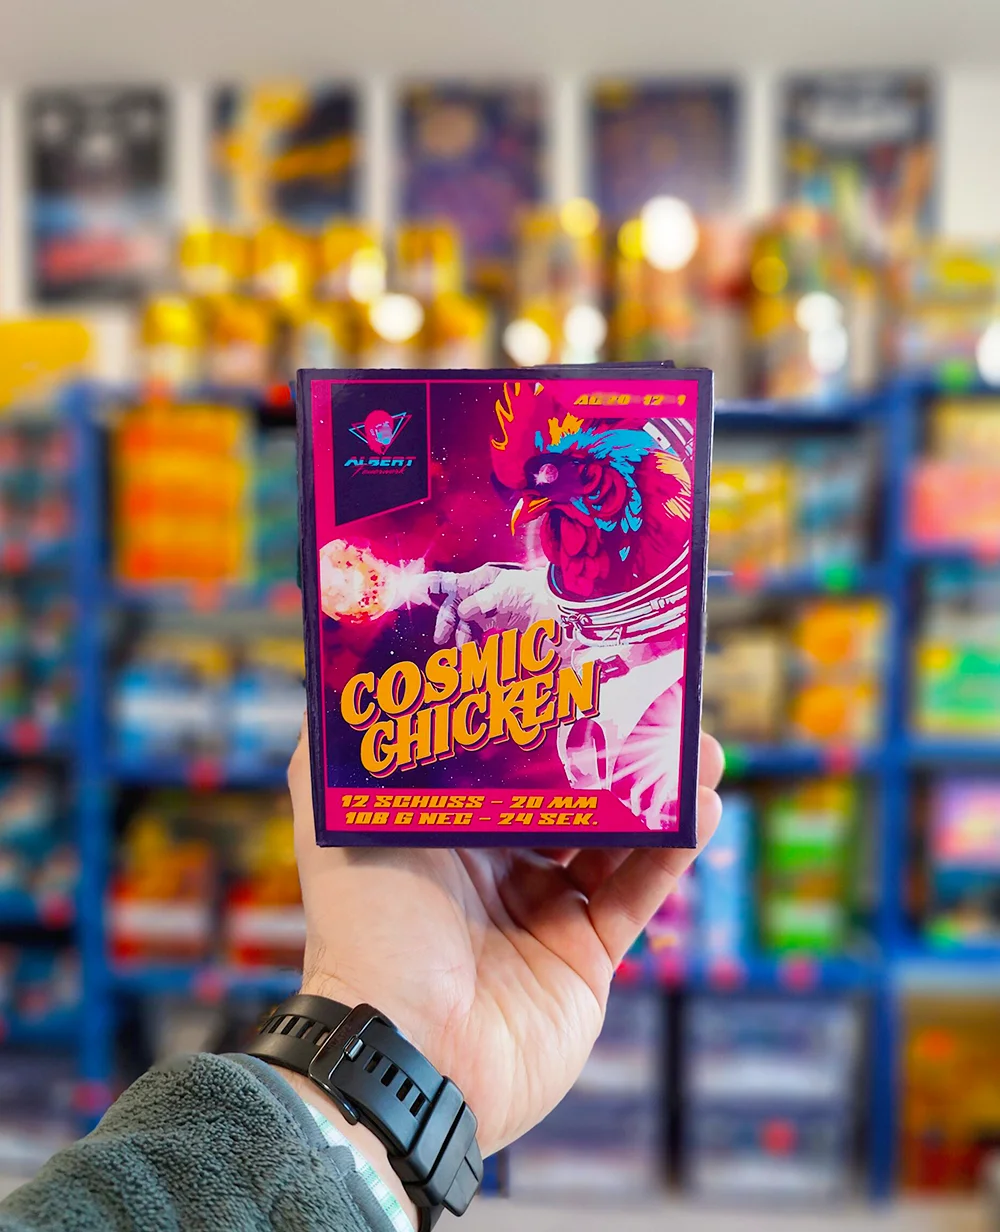 AC20-12-1
ALBERT
COSMIC
CHICKEN
12 SCHUSS - 20 MM
108 G NEC - 24 SEK.